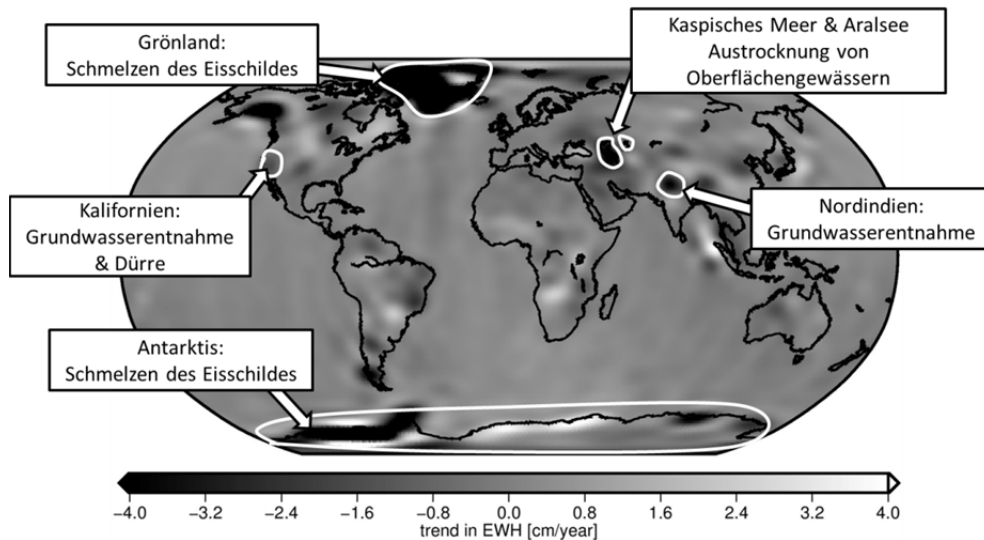 Grönland:
Schmelzen des Eisschildes
Kaspisches Meer & Aralsee
Austrocknung von
Oberflächengewässern
Kalifornien:
Grundwasserentnahme
& Dürre
Nordindien:
Grundwasserentnahme
Antarktis:
Schmelzen des Eisschildes
−4.0 −3.2 −2.4 −1.6 −0.8 0.0 0.8 1.6 2.4 3.2 4.0
trend in EWH [cm/year]